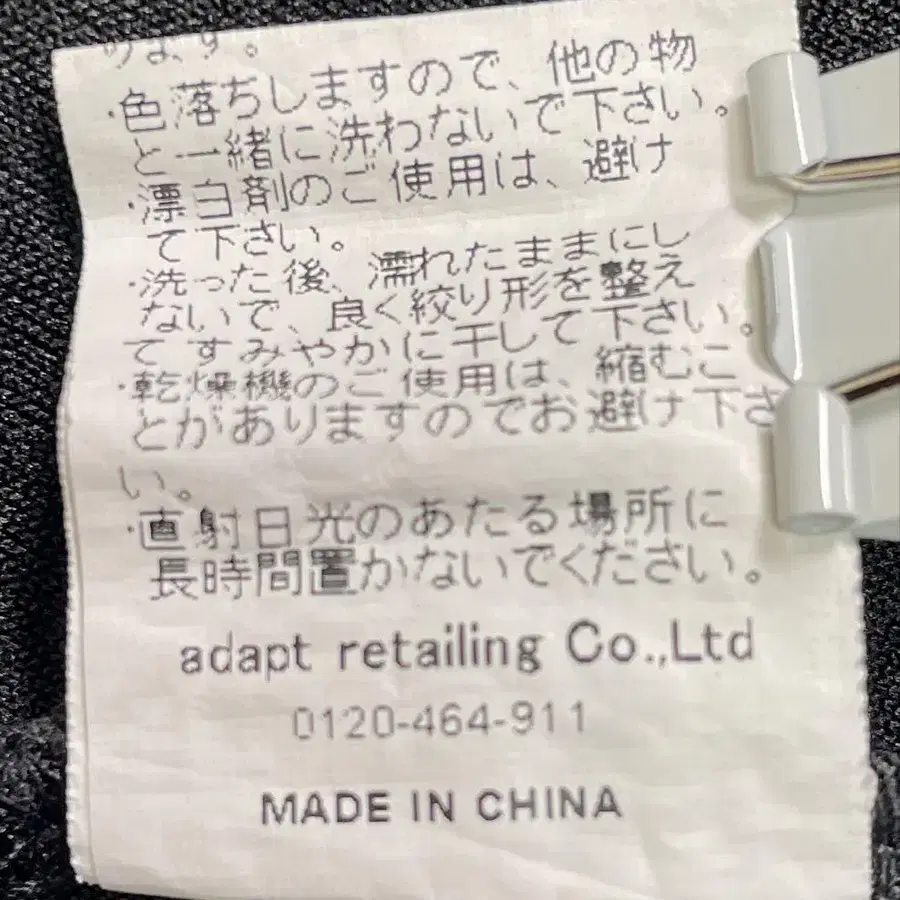 ります。
・色落ちしますので、他の物
と一緒に洗わないで下さい。
・漂白剤のご使用は、避け
て下さい。
・洗った後、濡れたままにし
ないで、良く絞り形を整え
てすみやかに干して下さい。
・乾燥機のご使用は、縮むこ
とがありますのでお避け下さ
い。
・直射日光のあたる場所に
長時間置かないでください。
adapt retailing Co.,Ltd
0120-464-911
MADE IN CHINA